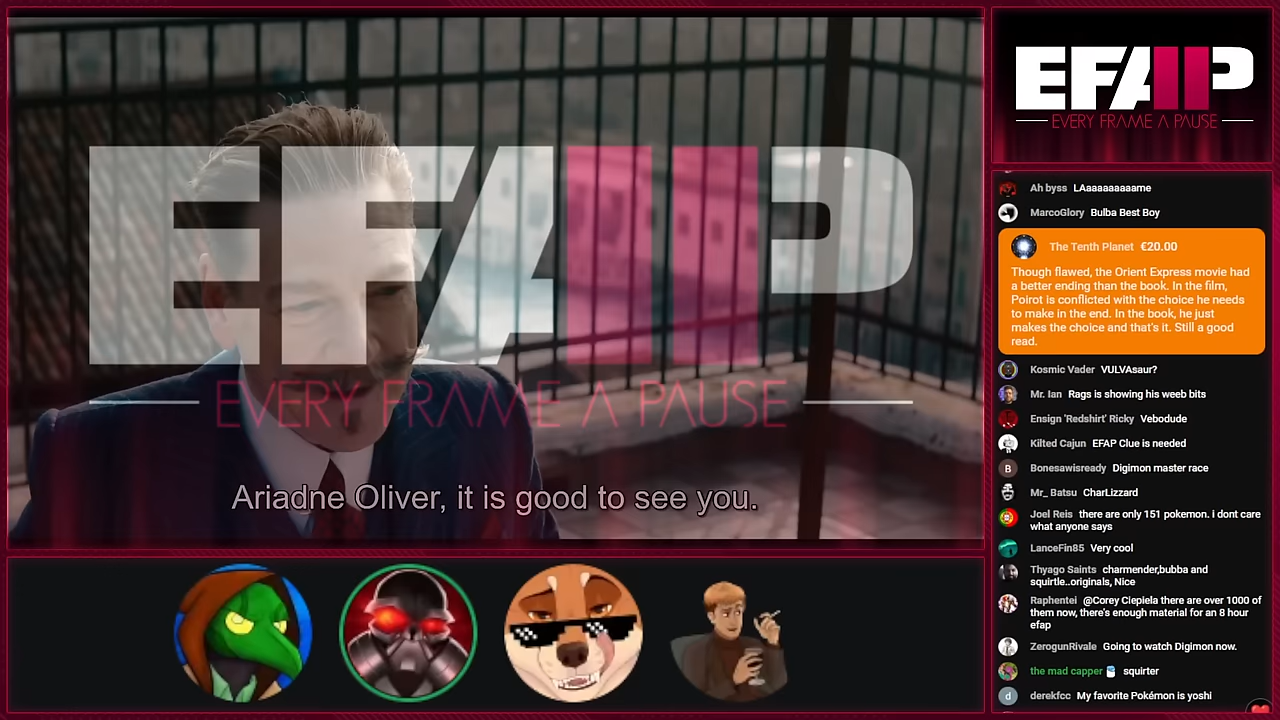 EFAP
EVERY FRAME A PAUSE
Ariadne Oliver, it is good to see you.
EFAP
EVERY FRAME A PAUSE
Ah byss LAaaaaaaaame
MarcoGlory Bulba Best Boy
The Tenth Planet €20.00
Though flawed, the Orient Express movie had
a better ending than the book. In the film,
Poirot is conflicted with the choice he needs
to make in the end. In the book, he just
makes the choice and that's it. Still a good
read.
Kosmic Vader VULVAsaur?
Mr. Ian Rags is showing his weeb bits
Ensign 'Redshirt' Ricky Vebodude
Kilted Cajun EFAP Clue is needed
B
Bonesawisready Digimon master race
Mr_ Batsu CharLizzard
Joel Reis there are only 151 pokemon. i dont care
what anyone says
LanceFin85 Very cool
Thyago Saints charmender,bubba and
squirtle..originals, Nice
Raphentei @Corey Clepiela there are over 1000 of
them now, there's enough material for an 8 hour
efap
ZerogunRivale Going to watch Digimon now.
the mad capper squirter
d
derekfcc My favorite Pokémon is yoshi